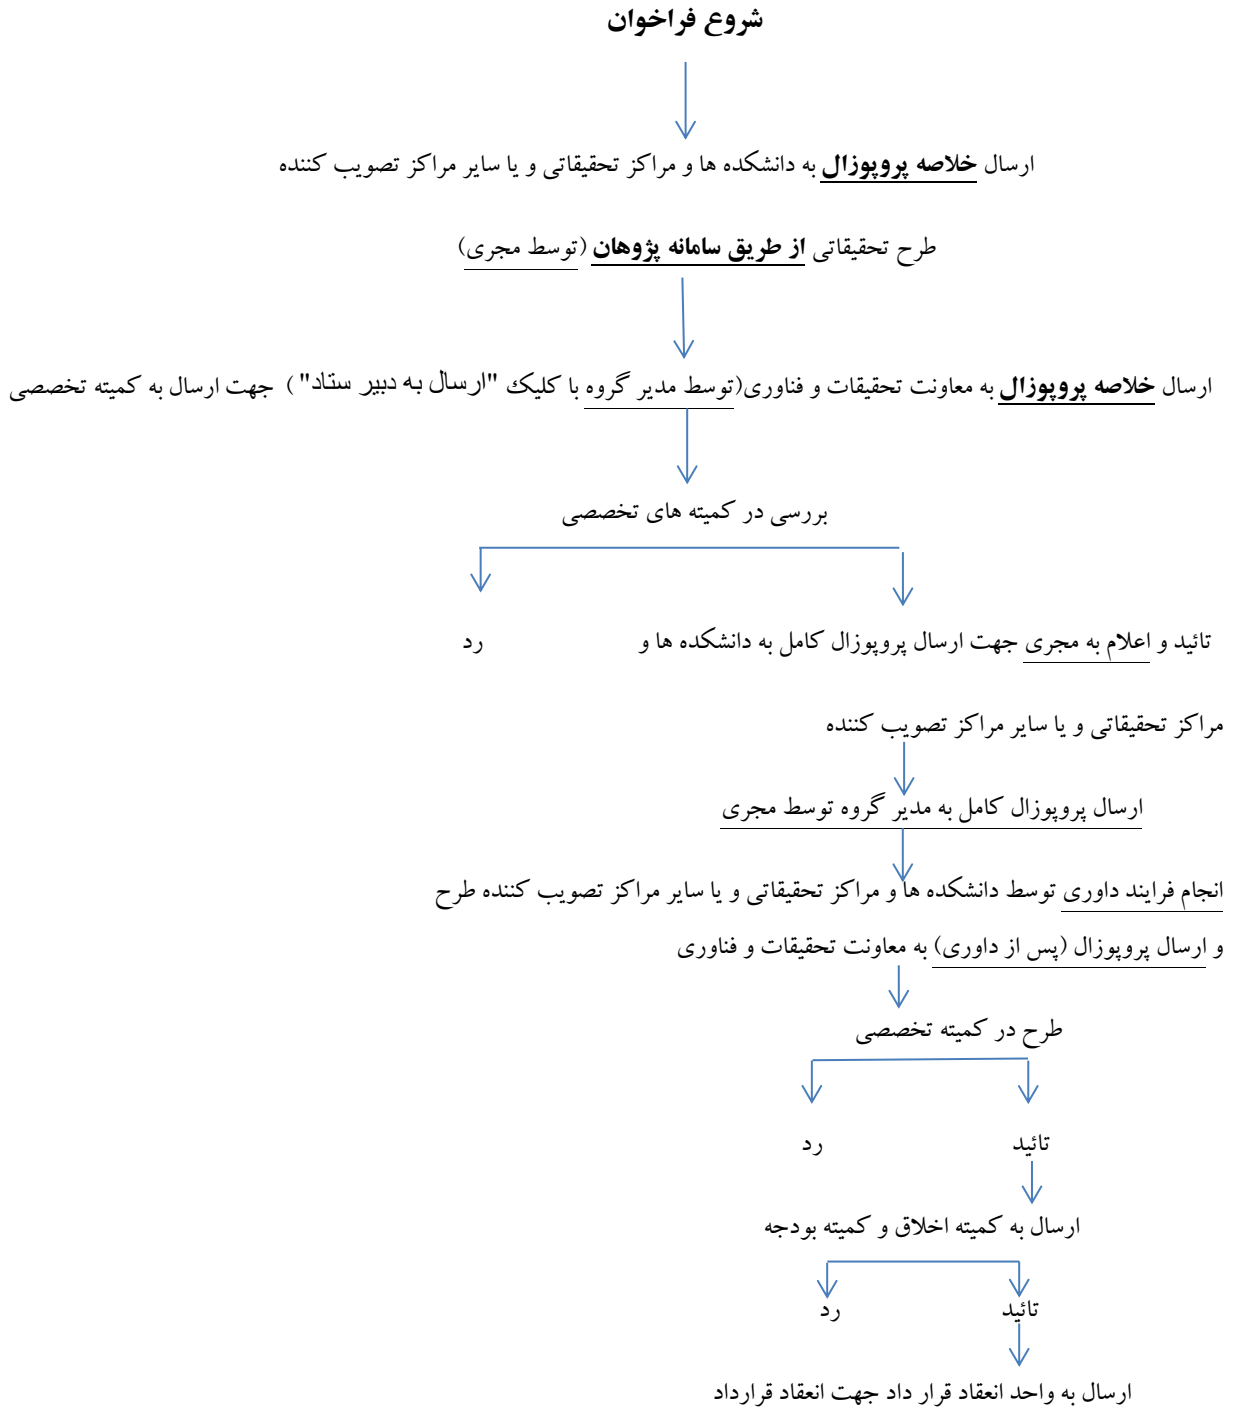 شروع فراخوان
ارسال خلاصه پروپوزال به دانشکده ها و مراکز تحقیقاتی و یا سایر مراکز تصویب کننده
طرح تحقیقاتی از طریق سامانه پژوهان (توسط مجری)
ارسال خلاصه پروپوزال به معاونت تحقیقات و فناوری(توسط مدیر گروه با کلیک "ارسال به دبیر ستاد" ) جهت ارسال به کمیته تخصصی
بررسی در کمیته های تخصصی
تائید و اعلام به مجری جهت ارسال پروپوزال کامل به دانشکده ها و رد
مراکز تحقیقاتی و یا سایر مراکز تصویب کننده
ارسال پروپوزال کامل به مدیر گروه توسط مجری
انجام فرایند داوری توسط دانشکده ها و مراکز تحقیقاتی و یا سایر مراکز تصویب کننده طرح
و ارسال پروپوزال (پس از داوری) به معاونت تحقیقات و فناوری
طرح در کمیته تخصصی
تائید رد
ارسال به کمیته اخلاق و کمیته بودجه
تائید رد
ارسال به واحد انعقاد قرار داد جهت انعقاد قرارداد